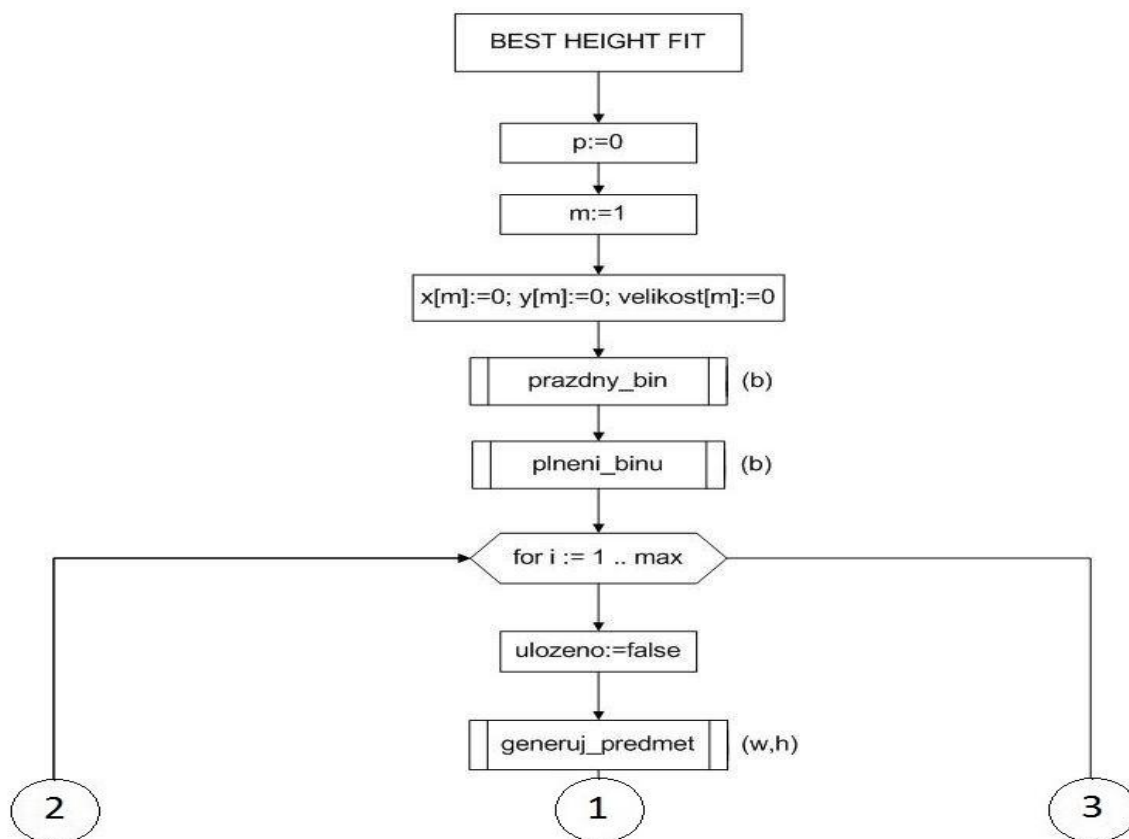 BEST HEIGHT FIT
p:=0
m:=1
x[m]:=0; y[m]:=0; velikost[m]:=0
prazdny_bin (b)
plneni_binu (b)
for i := 1 .. max
ulozeno:=false
generuj_predmet (w,h)
2 1 3